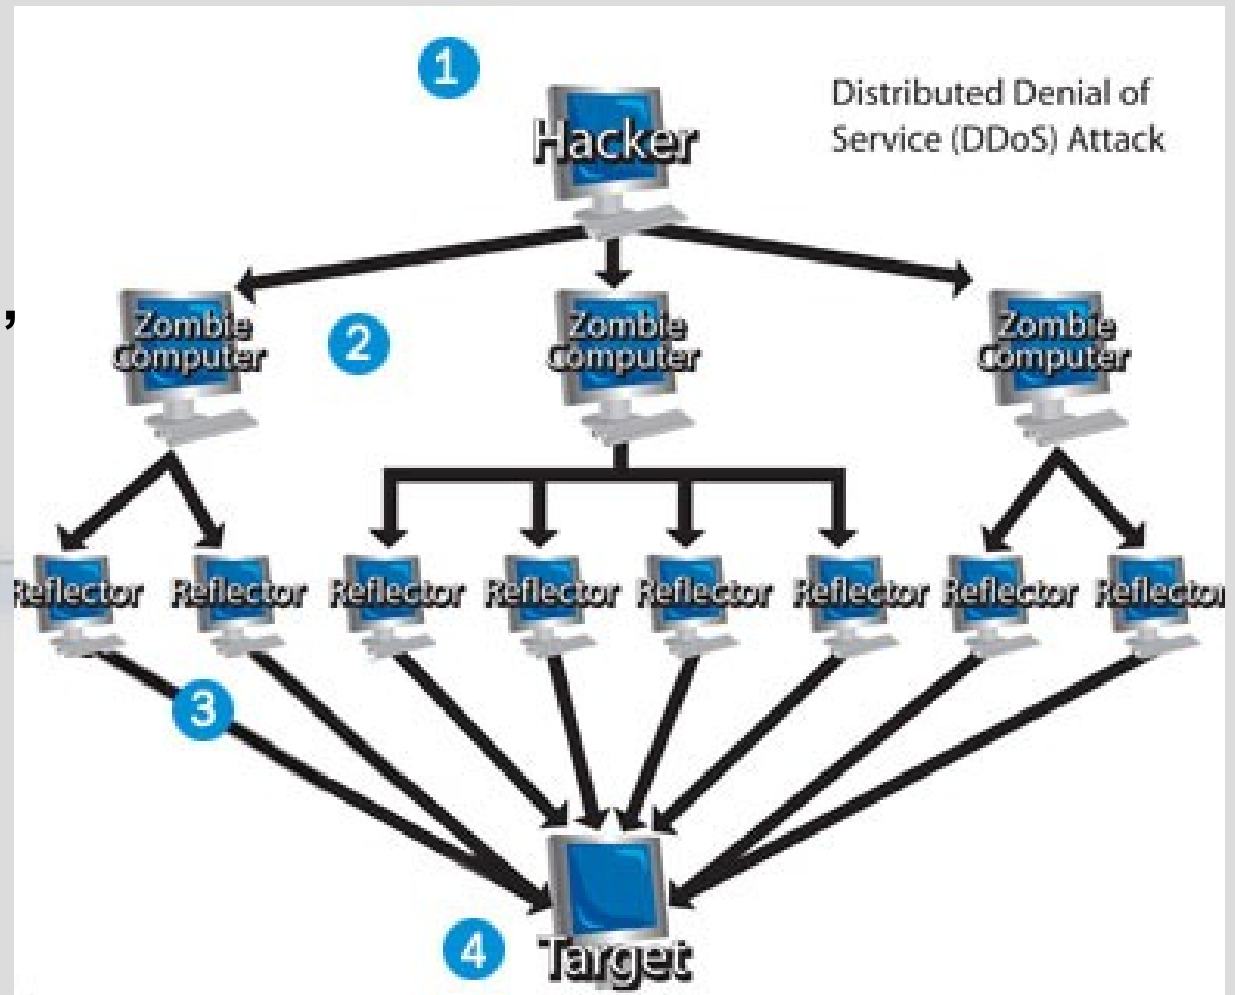 1
Distributed Denial of
Service (DDoS) Attack
Hacker
,
Zombie
Computer
2
Zombie
Computer
Zombie
Computer
Reflector Reflector Reflector Reflector Reflector Reflector Reflector Reflector
3
4
Target